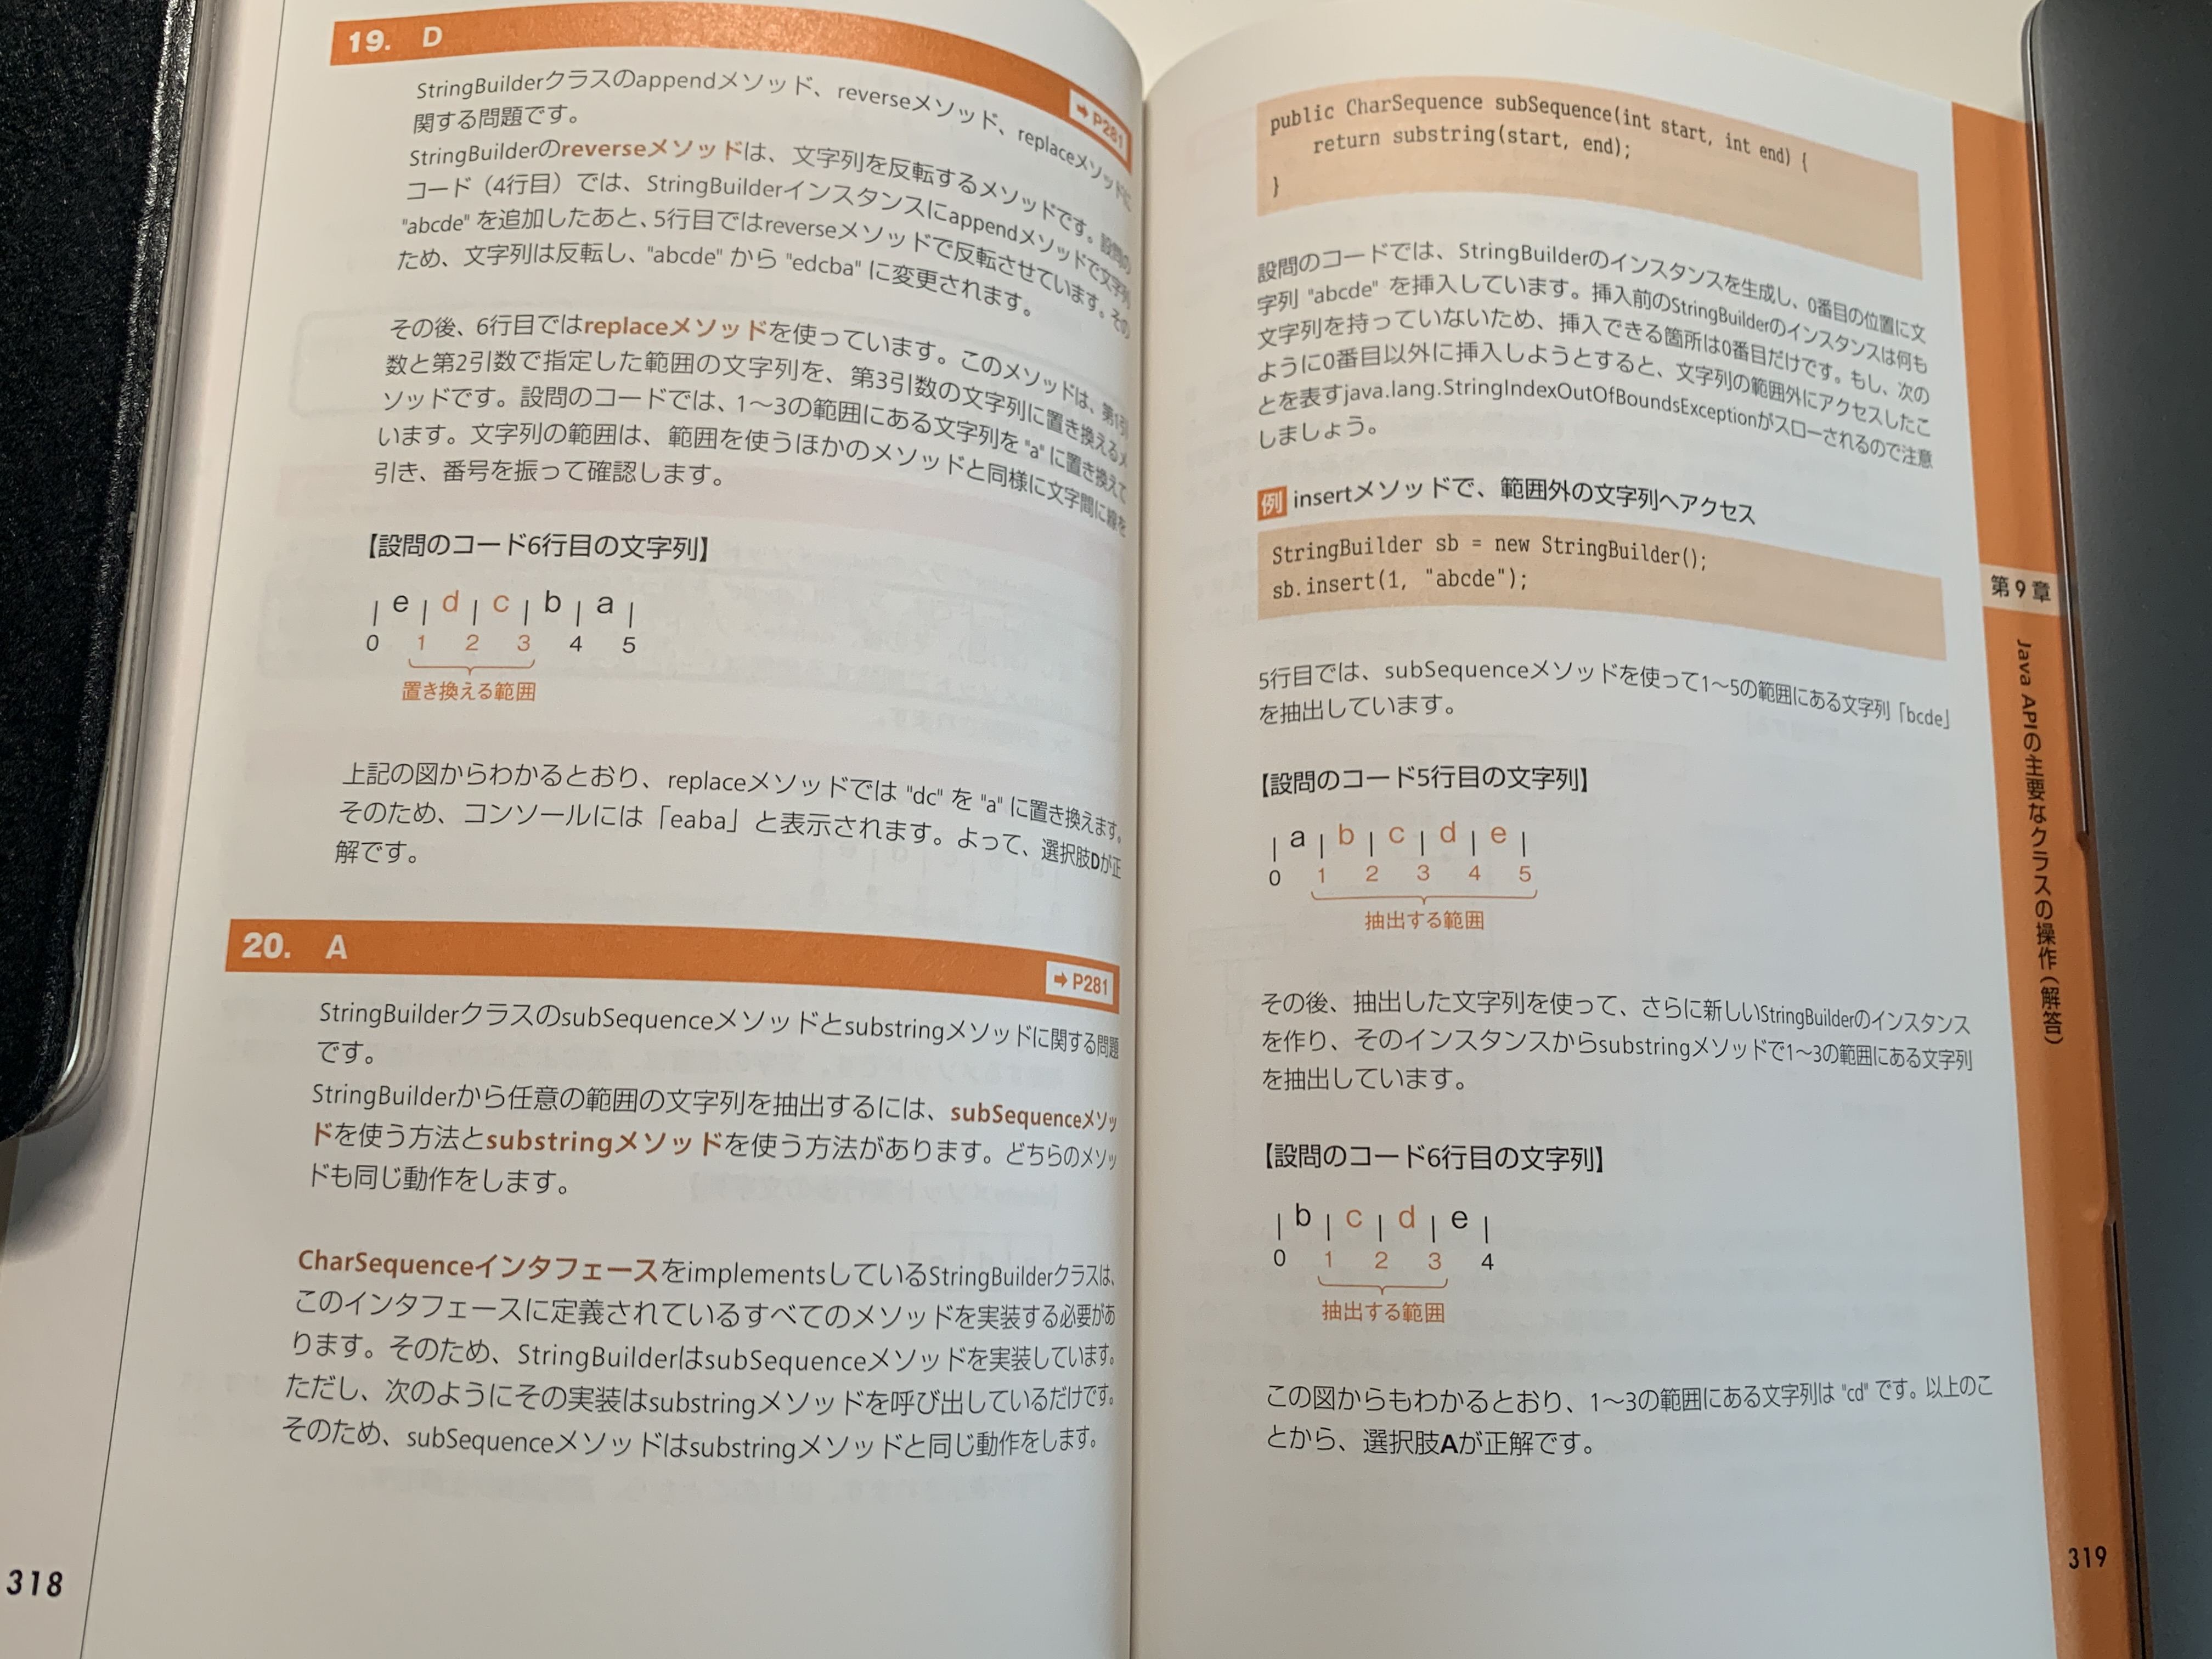 19. D
➡P281
StringBuilderクラスのappendメソッド、reverseメソッド、replaceメソッドに
関する問題です。
StringBuilderのreverseメソッドは、文字列を反転するメソッドです。設問の
コード（4行目）では、StringBuilderインスタンスにappendメソッドで文字列
"abcde" を追加したあと、5行目ではreverseメソッドで反転させています。その
ため、文字列は反転し、"abcde" から "edcba" に変更されます。
その後、6行目ではreplaceメソッドを使っています。このメソッドは、第1引
数と第2引数で指定した範囲の文字列を、第3引数の文字列に置き換えるメ
ソッドです。設問のコードでは、1〜3の範囲にある文字列を "a" に置き換えて
います。文字列の範囲は、範囲を使うほかのメソッドと同様に文字間に線を
引き、番号を振って確認します。
【設問のコード6行目の文字列】
| e | d | c | b | a |
0 1 2 3 4 5
置き換える範囲
上記の図からわかるとおり、replaceメソッドでは "dc" を "a" に置き換えます。
そのため、コンソールには「eaba」と表示されます。よって、選択肢Dが正
解です。
20. A
➡P281
StringBuilderクラスのsubSequenceメソッドとsubstringメソッドに関する問題
です。
StringBuilderから任意の範囲の文字列を抽出するには、subSequenceメソッ
ドを使う方法とsubstringメソッドを使う方法があります。どちらのメソッ
ドも同じ動作をします。
CharSequenceインタフェースをimplementsしているStringBuilderクラスは、
このインタフェースに定義されているすべてのメソッドを実装する必要があ
ります。そのため、StringBuilderはsubSequenceメソッドを実装しています。
ただし、次のようにその実装はsubstringメソッドを呼び出しているだけです。
そのため、subSequenceメソッドはsubstringメソッドと同じ動作をします。
318
public CharSequence subSequence(int start, int end) {
return substring(start, end);
}
設問のコードでは、StringBuilderのインスタンスを生成し、0番目の位置に文
字列 "abcde" を挿入しています。挿入前のStringBuilderのインスタンスは何も
文字列を持っていないため、挿入できる箇所は0番目だけです。もし、次の
ように0番目以外に挿入しようとすると、文字列の範囲外にアクセスしたこ
とを表すjava.lang.StringIndexOutOfBoundsExceptionがスローされるので注意
しましょう。
例 insertメソッドで、範囲外の文字列へアクセス
StringBuilder sb = new StringBuilder();
sb.insert(1, "abcde");
5行目では、subSequenceメソッドを使って1〜5の範囲にある文字列「bcde」
を抽出しています。
【設問のコード5行目の文字列】
| a | b | c | d | e |
0 1 2 3 4 5
抽出する範囲
その後、抽出した文字列を使って、さらに新しいStringBuilderのインスタンス
を作り、そのインスタンスからsubstringメソッドで1〜3の範囲にある文字列
を抽出しています。
【設問のコード6行目の文字列】
| b | c | d | e |
0 1 2 3 4
抽出する範囲
この図からもわかるとおり、1〜3の範囲にある文字列は "cd" です。以上のこ
とから、選択肢Aが正解です。
第9章
Java APIの主要なクラスの操作（解答）
319